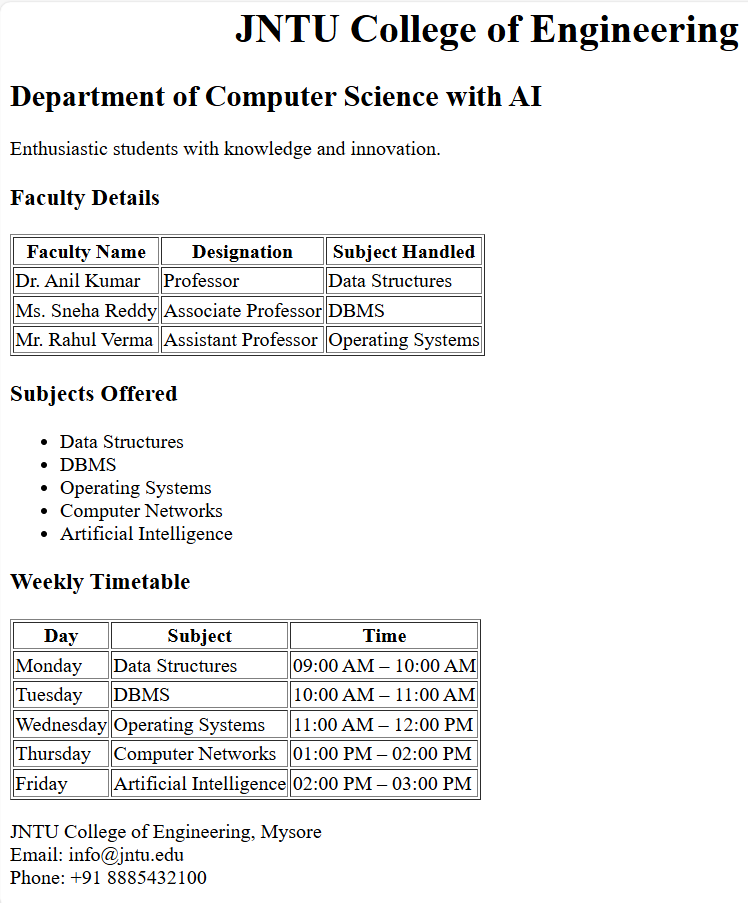 JNTU College of Engineering
Department of Computer Science with AI
Enthusiastic students with knowledge and innovation.
Faculty Details
Faculty Name Designation Subject Handled
Dr. Anil Kumar Professor Data Structures
Ms. Sneha Reddy Associate Professor DBMS
Mr. Rahul Verma Assistant Professor Operating Systems
Subjects Offered
• Data Structures
• DBMS
• Operating Systems
• Computer Networks
• Artificial Intelligence
Weekly Timetable
Day Subject Time
Monday Data Structures 09:00 AM – 10:00 AM
Tuesday DBMS 10:00 AM – 11:00 AM
Wednesday Operating Systems 11:00 AM – 12:00 PM
Thursday Computer Networks 01:00 PM – 02:00 PM
Friday Artificial Intelligence 02:00 PM – 03:00 PM
JNTU College of Engineering, Mysore
Email: info@jntu.edu
Phone: +91 8885432100